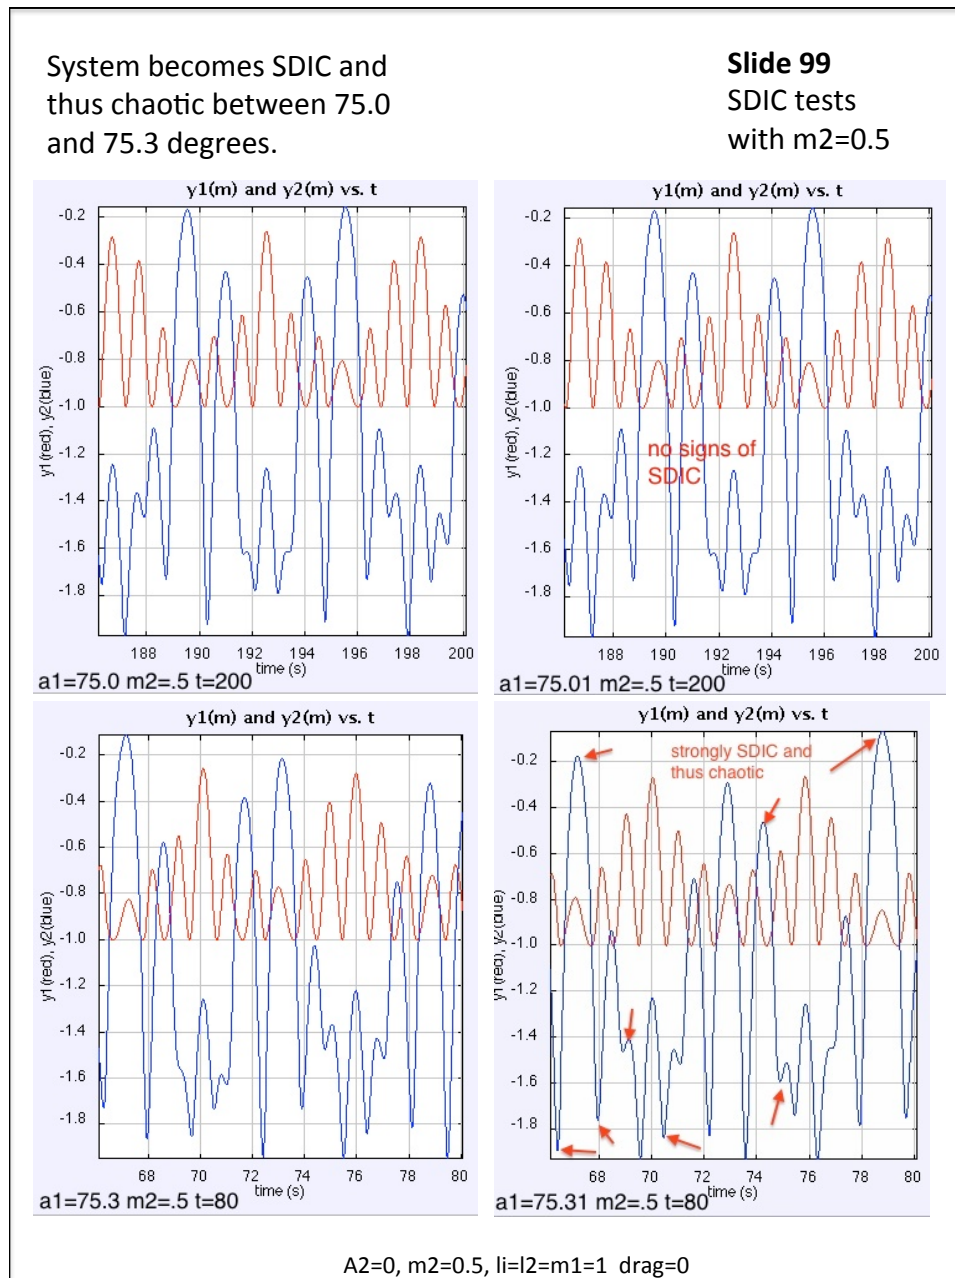 System becomes SDIC and
thus chaotic between 75.0
and 75.3 degrees.
Slide 99
SDIC tests
with m2=0.5
y1(m) and y2(m) vs. t
-0.2
-0.4
-0.6
-0.8
-1.0
-1.2
-1.4
-1.6
-1.8
y1(red), y2(blue)
188 190 192 194 196 198 200
time (s)
a1=75.0 m2=.5 t=200
y1(m) and y2(m) vs. t
-0.2
-0.4
-0.6
-0.8
-1.0
-1.2
-1.4
-1.6
-1.8
y1(red), y2(blue)
no signs of
SDIC
188 190 192 194 196 198 200
time (s)
a1=75.01 m2=.5 t=200
y1(m) and y2(m) vs. t
-0.2
-0.4
-0.6
-0.8
-1.0
-1.2
-1.4
-1.6
-1.8
y1(red), y2(blue)
68 70 72 74 76 78 80
time (s)
a1=75.3 m2=.5 t=80
y1(m) and y2(m) vs. t
strongly SDIC and
thus chaotic
-0.2
-0.4
-0.6
-0.8
-1.0
-1.2
-1.4
-1.6
-1.8
y1(red), y2(blue)
68 70 72 74 76 78 80
time (s)
a1=75.31 m2=.5 t=80
A2=0, m2=0.5, li=l2=m1=1 drag=0